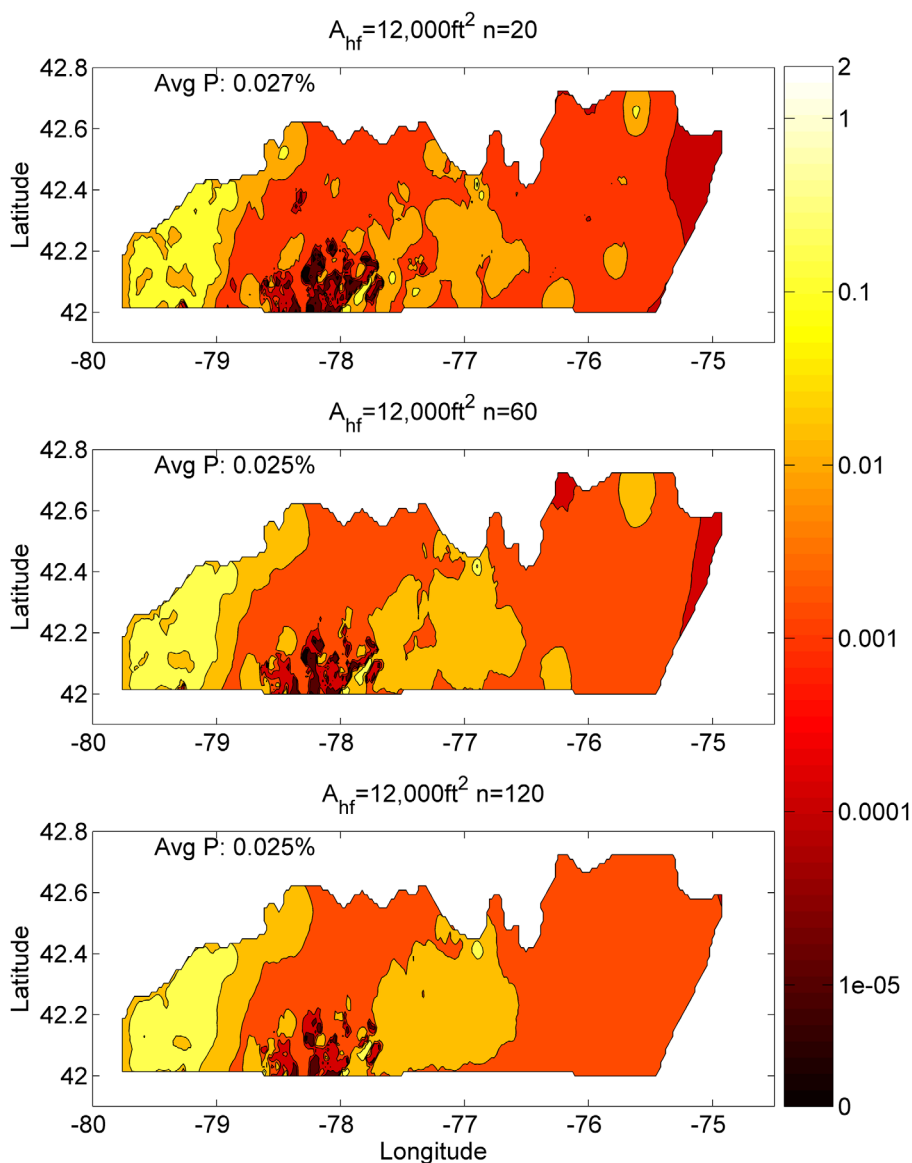 A_hf=12,000ft² n=20
Avg P: 0.027%
42.8
42.6
42.4
42.2
42
Latitude
-80 -79 -78 -77 -76 -75
A_hf=12,000ft² n=60
Avg P: 0.025%
42.8
42.6
42.4
42.2
42
Latitude
-80 -79 -78 -77 -76 -75
A_hf=12,000ft² n=120
Avg P: 0.025%
42.8
42.6
42.4
42.2
42
Latitude
-80 -79 -78 -77 -76 -75
Longitude
2
1
0.1
0.01
0.001
0.0001
1e-05
0